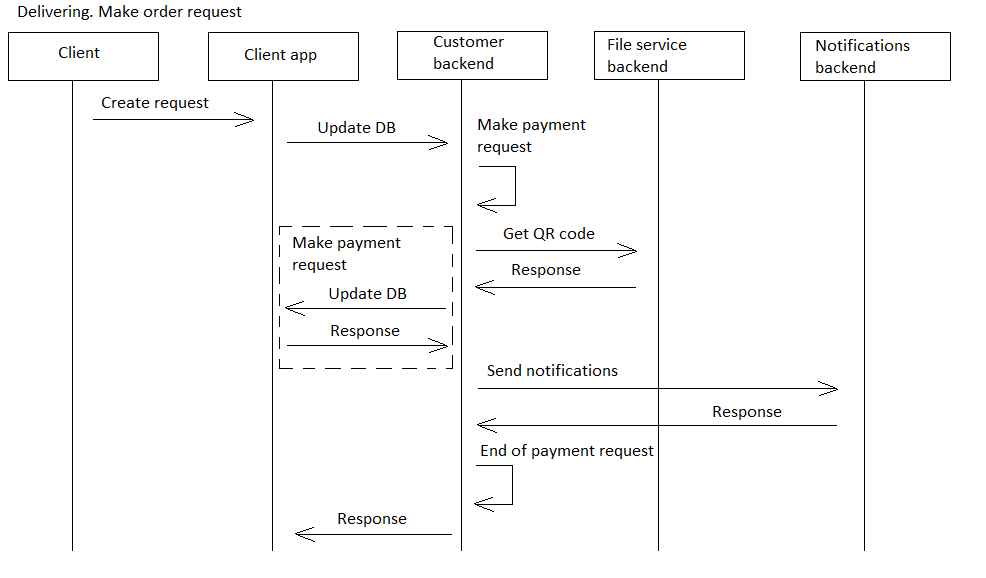 Delivering. Make order request
Client
Client app
Customer
backend
File service
backend
Notifications
backend
Create request
Update DB
Make payment
request
Get QR code
Make payment
request
Response
Update DB
Response
Send notifications
Response
End of payment request
Response